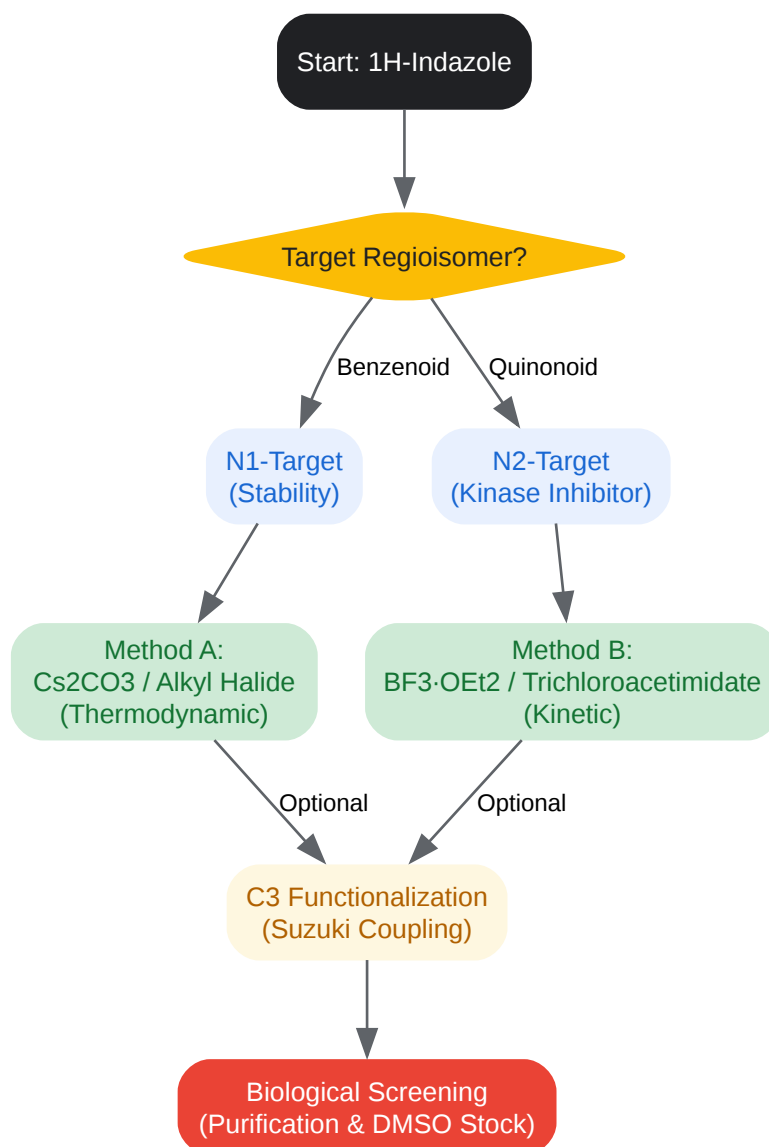 Start: 1H-Indazole
Target Regioisomer?
Benzenoid
Quinonoid
N1-Target
(Stability)
N2-Target
(Kinase Inhibitor)
Method A:
Cs2CO3 / Alkyl Halide
(Thermodynamic)
Method B:
BF3·OEt2 / Trichloroacetimidate
(Kinetic)
Optional
Optional
C3 Functionalization
(Suzuki Coupling)
Biological Screening
(Purification & DMSO Stock)